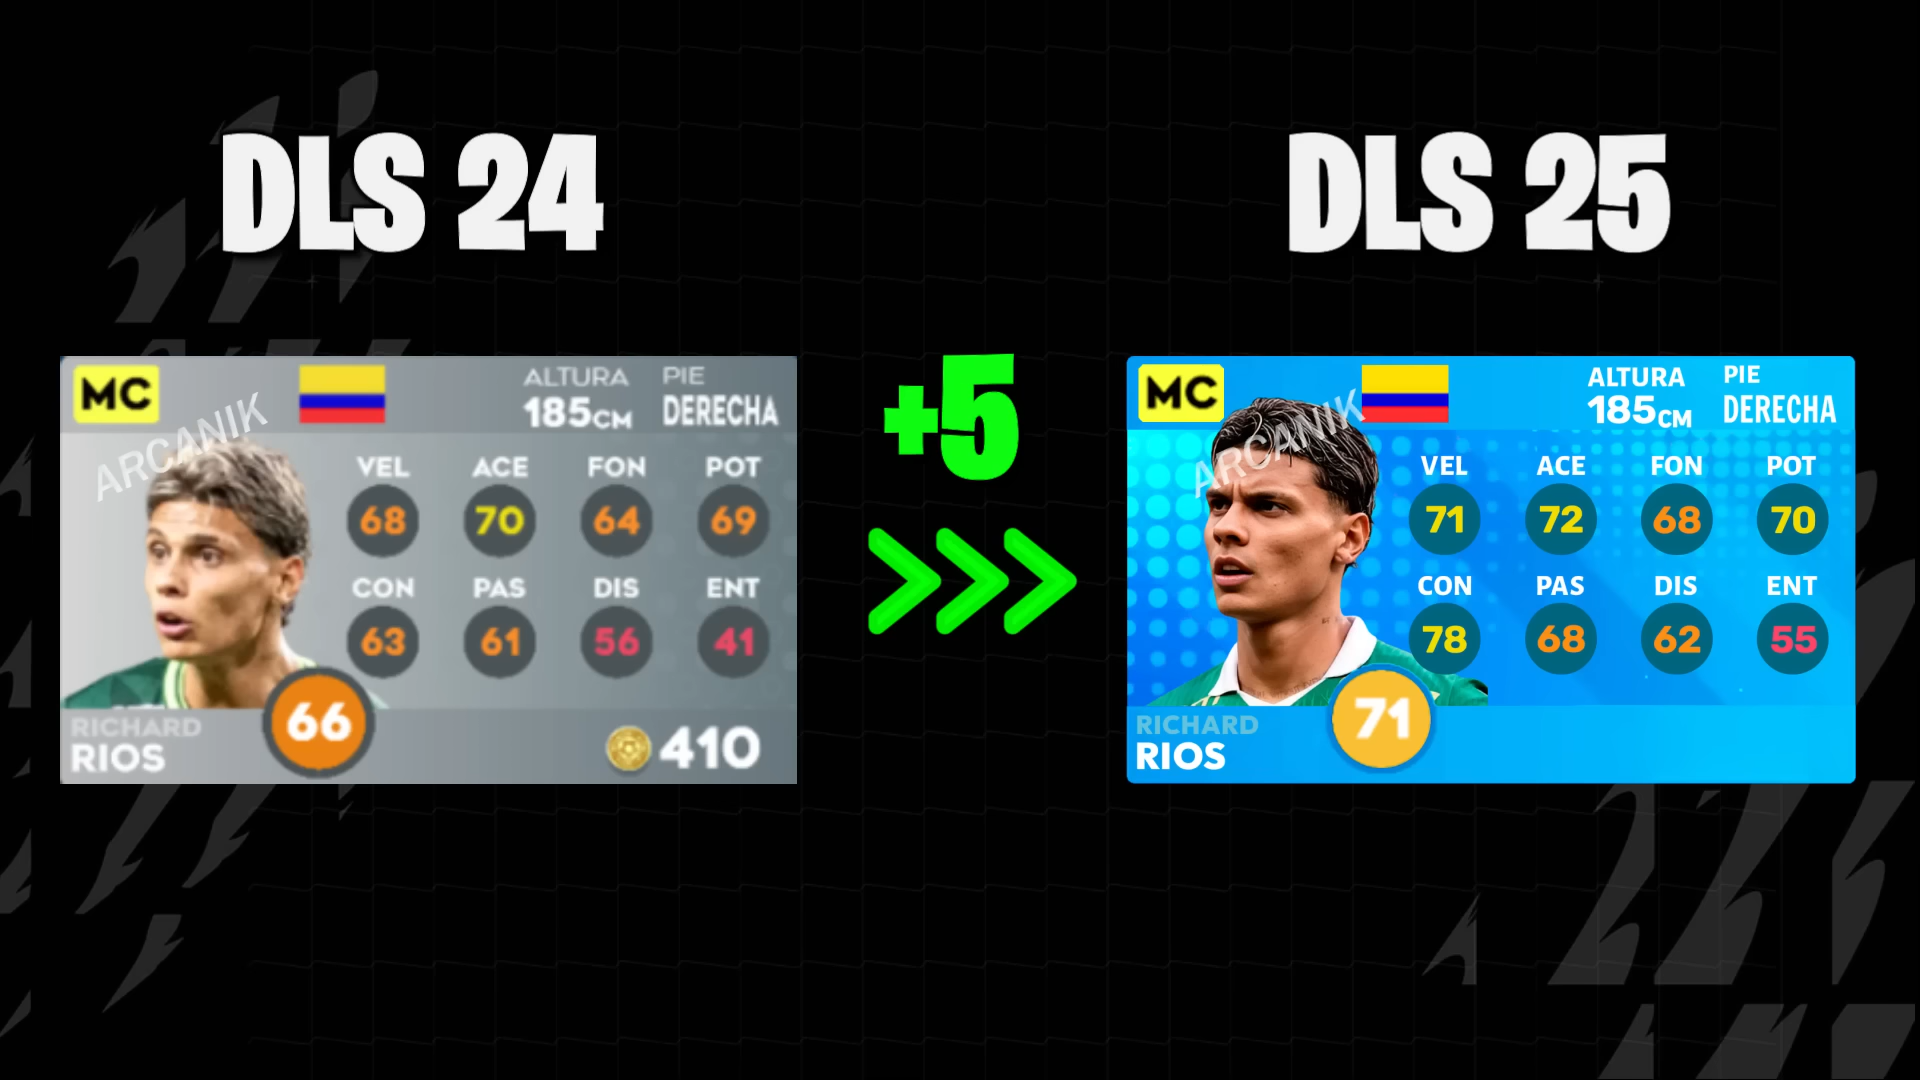 DLS 24
DLS 25
MC
ALTURA
185CM
PIE
DERECHA
ARCANIK
VEL ACE FON POT
68 70 64 69
CON PAS DIS ENT
63 61 56 41
RICHARD
RIOS
66
410
+5
MC
ALTURA
185CM
PIE
DERECHA
ARCANIK
VEL ACE FON POT
71 72 68 70
CON PAS DIS ENT
78 68 62 55
RICHARD
RIOS
71